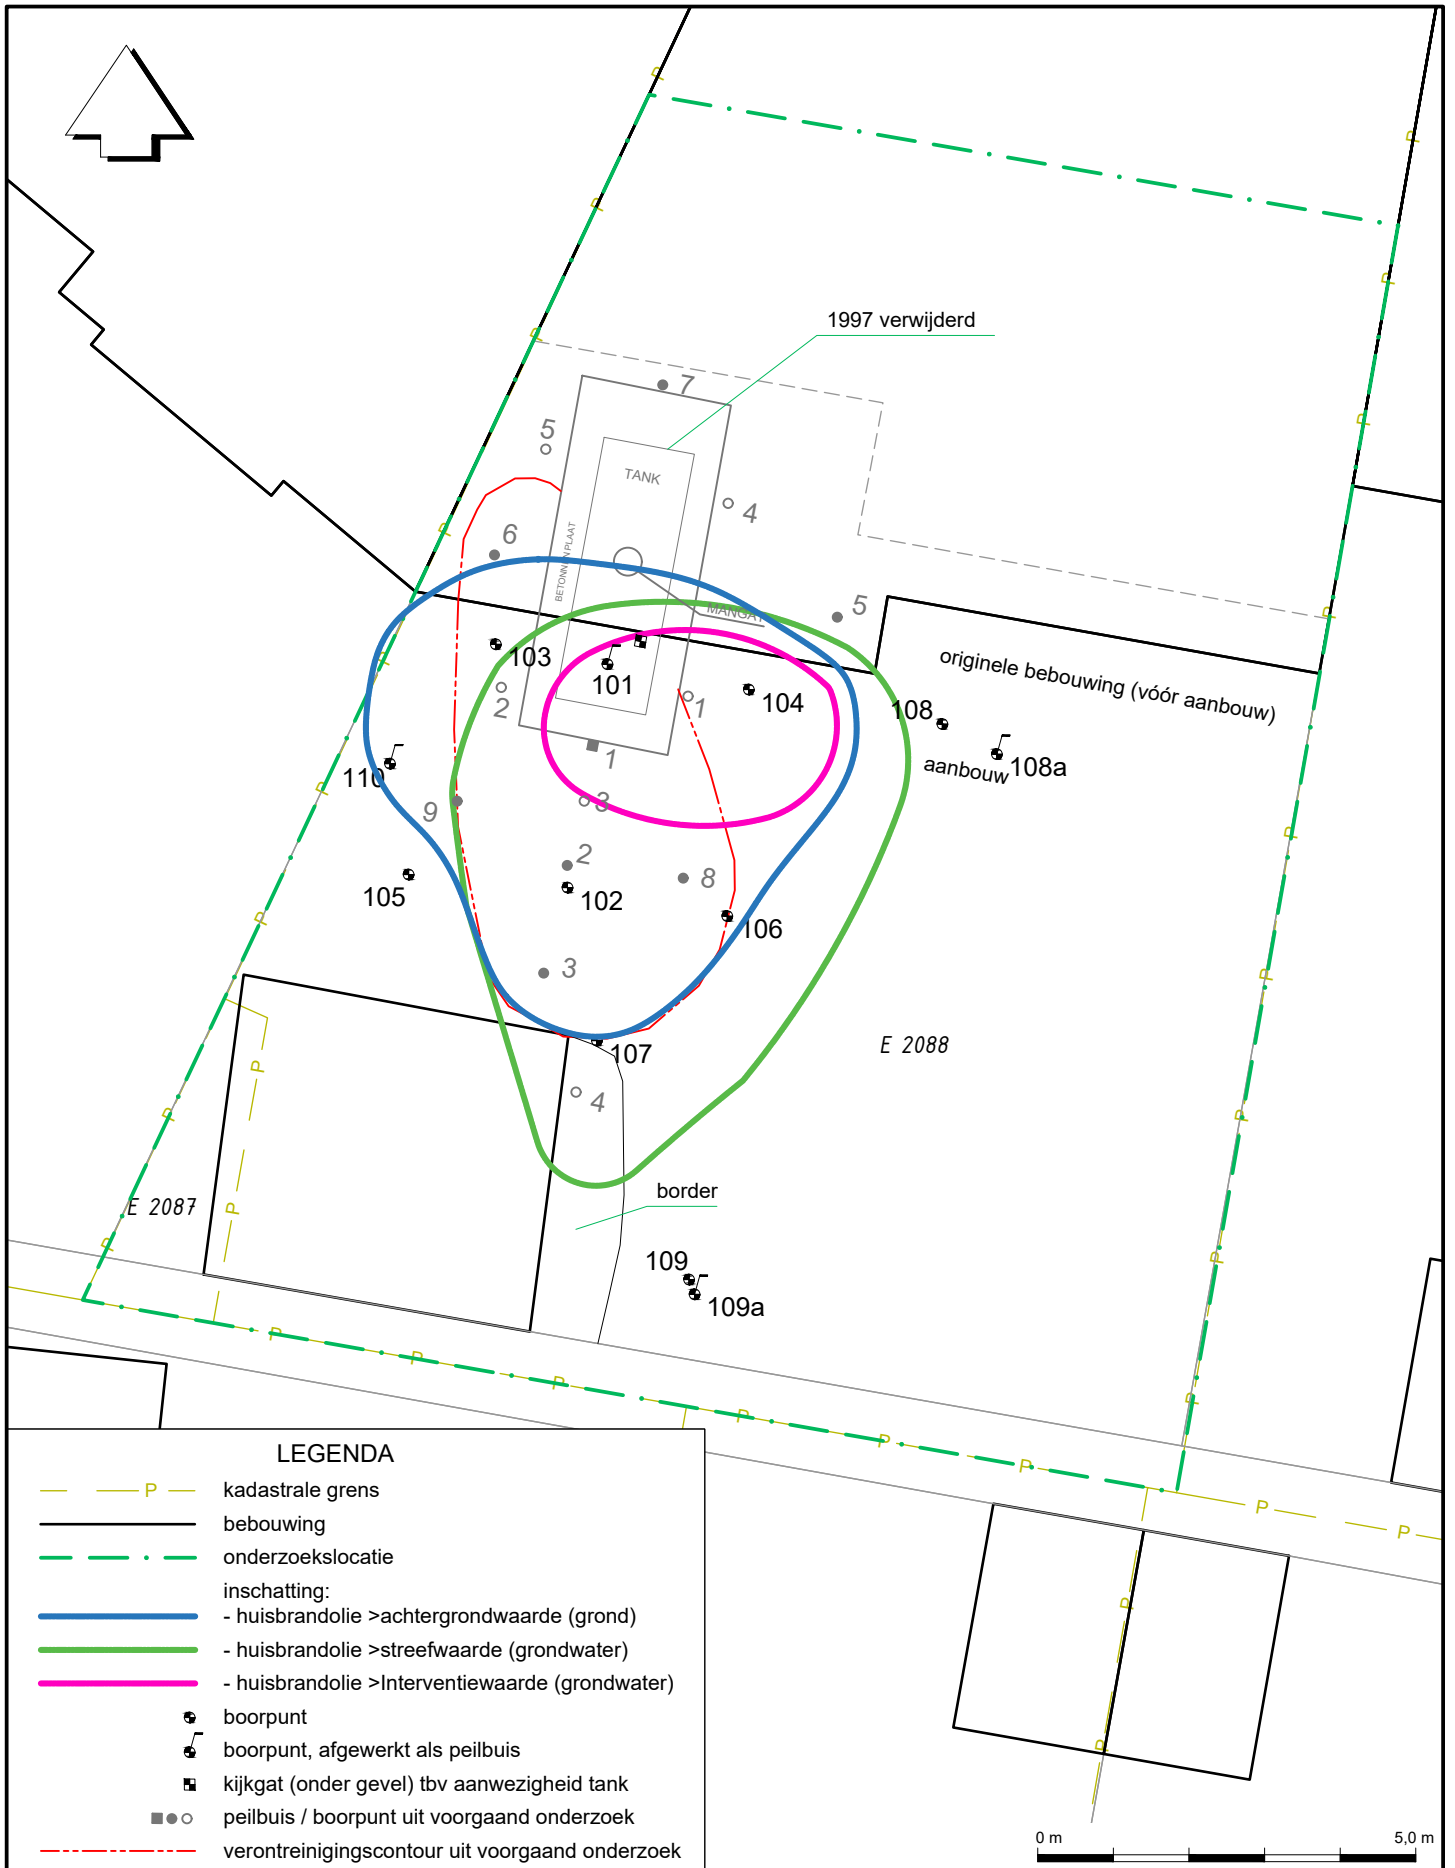 1997 verwijderd
7
5
TANK
4
6
BETONNEN PLAAT
MANGAT
5
originele bebouwing (vóór aanbouw)
103
101
104
1
2
108
108a
aanbouw
110
1
9
3
2
8
105
102
106
3
107
E 2088
4
E 2087
border
109
109a
P
LEGENDA
P kadastrale grens
bebouwing
onderzoekslocatie
inschatting:
- huisbrandolie >achtergrondwaarde (grond)
- huisbrandolie >streefwaarde (grondwater)
- huisbrandolie >Interventiewaarde (grondwater)
boorpunt
boorpunt, afgewerkt als peilbuis
kijkgat (onder gevel) tbv aanwezigheid tank
peilbuis / boorpunt uit voorgaand onderzoek
verontreinigingscontour uit voorgaand onderzoek
0 m 5,0 m